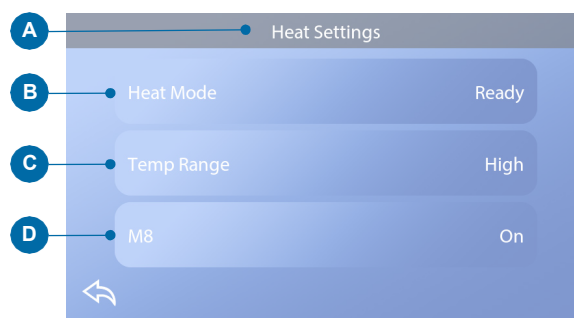 A
Heat Settings
B
Heat Mode Ready
C
Temp Range High
D
M8 On